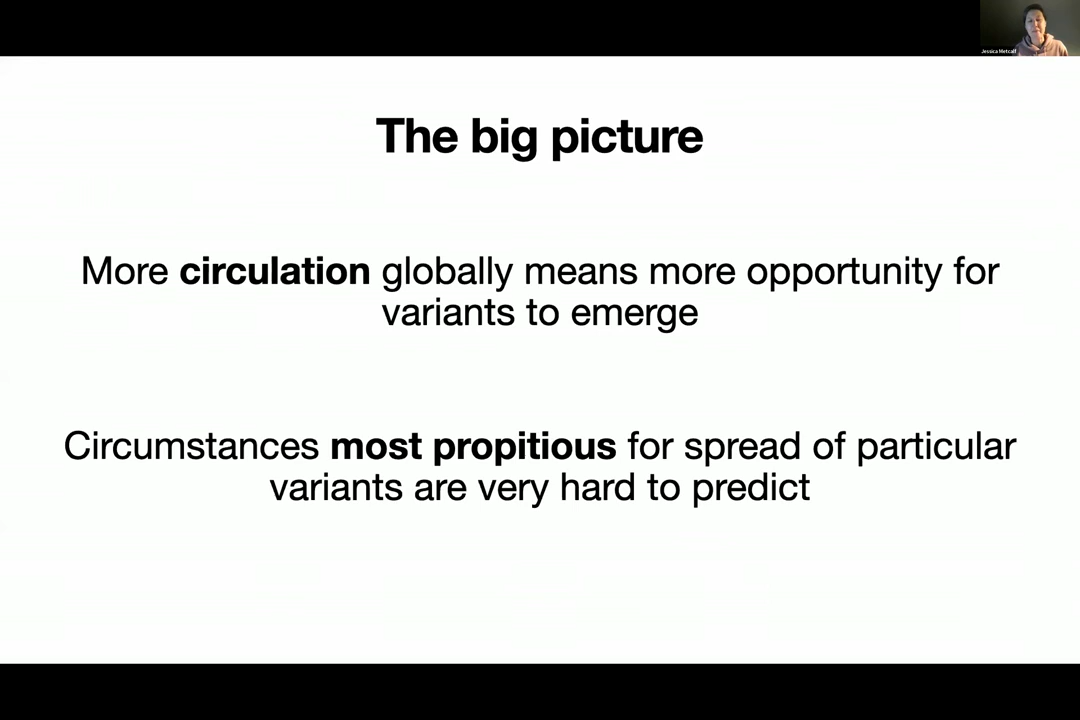 Jessica Metcalf
The big picture
More circulation globally means more opportunity for
variants to emerge
Circumstances most propitious for spread of particular
variants are very hard to predict